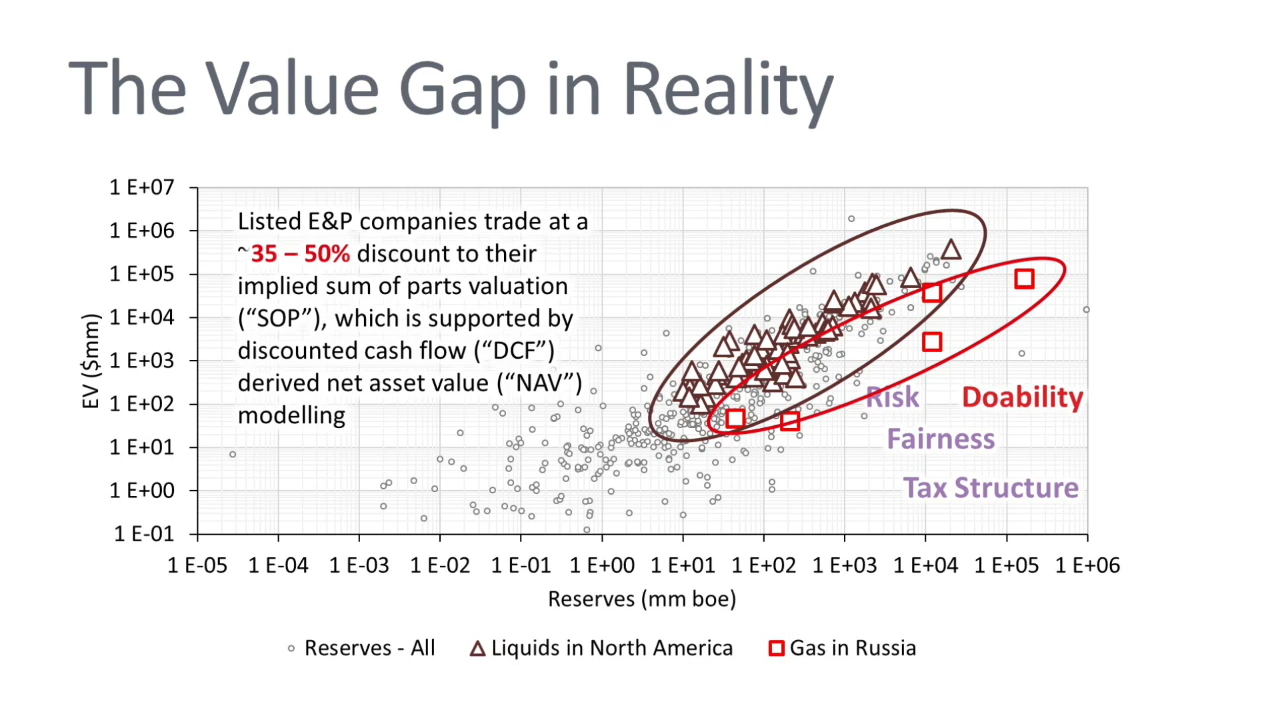 The Value Gap in Reality
1 E+07
1 E+06
1 E+05
1 E+04
1 E+03
1 E+02
1 E+01
1 E+00
1 E-01
EV ($mm)
Listed E&P companies trade at a
~35 – 50% discount to their
implied sum of parts valuation
(“SOP”), which is supported by
discounted cash flow (“DCF”)
derived net asset value (“NAV”)
modelling
Risk Doability
Fairness
Tax Structure
1 E-05 1 E-04 1 E-03 1 E-02 1 E-01 1 E+00 1 E+01 1 E+02 1 E+03 1 E+04 1 E+05 1 E+06
Reserves (mm boe)
Reserves - All Liquids in North America Gas in Russia